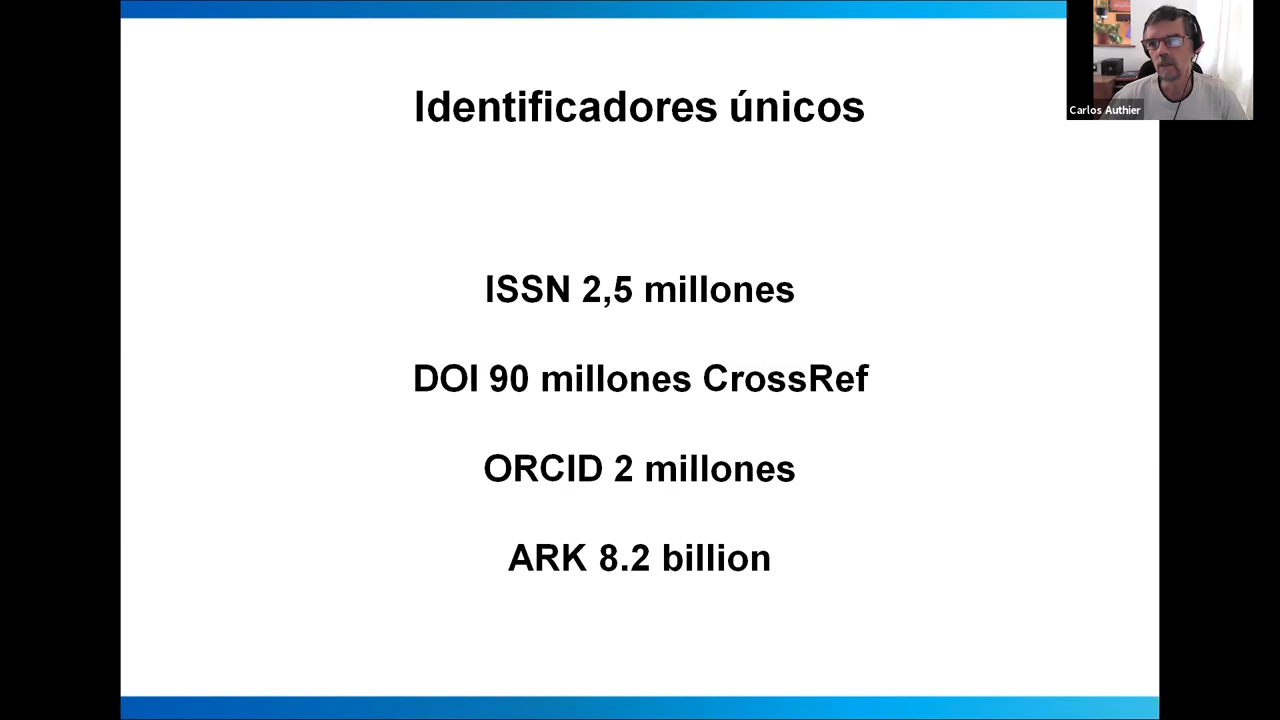 Identificadores únicos
Carlos Authier
ISSN 2,5 millones
DOI 90 millones CrossRef
ORCID 2 millones
ARK 8.2 billion